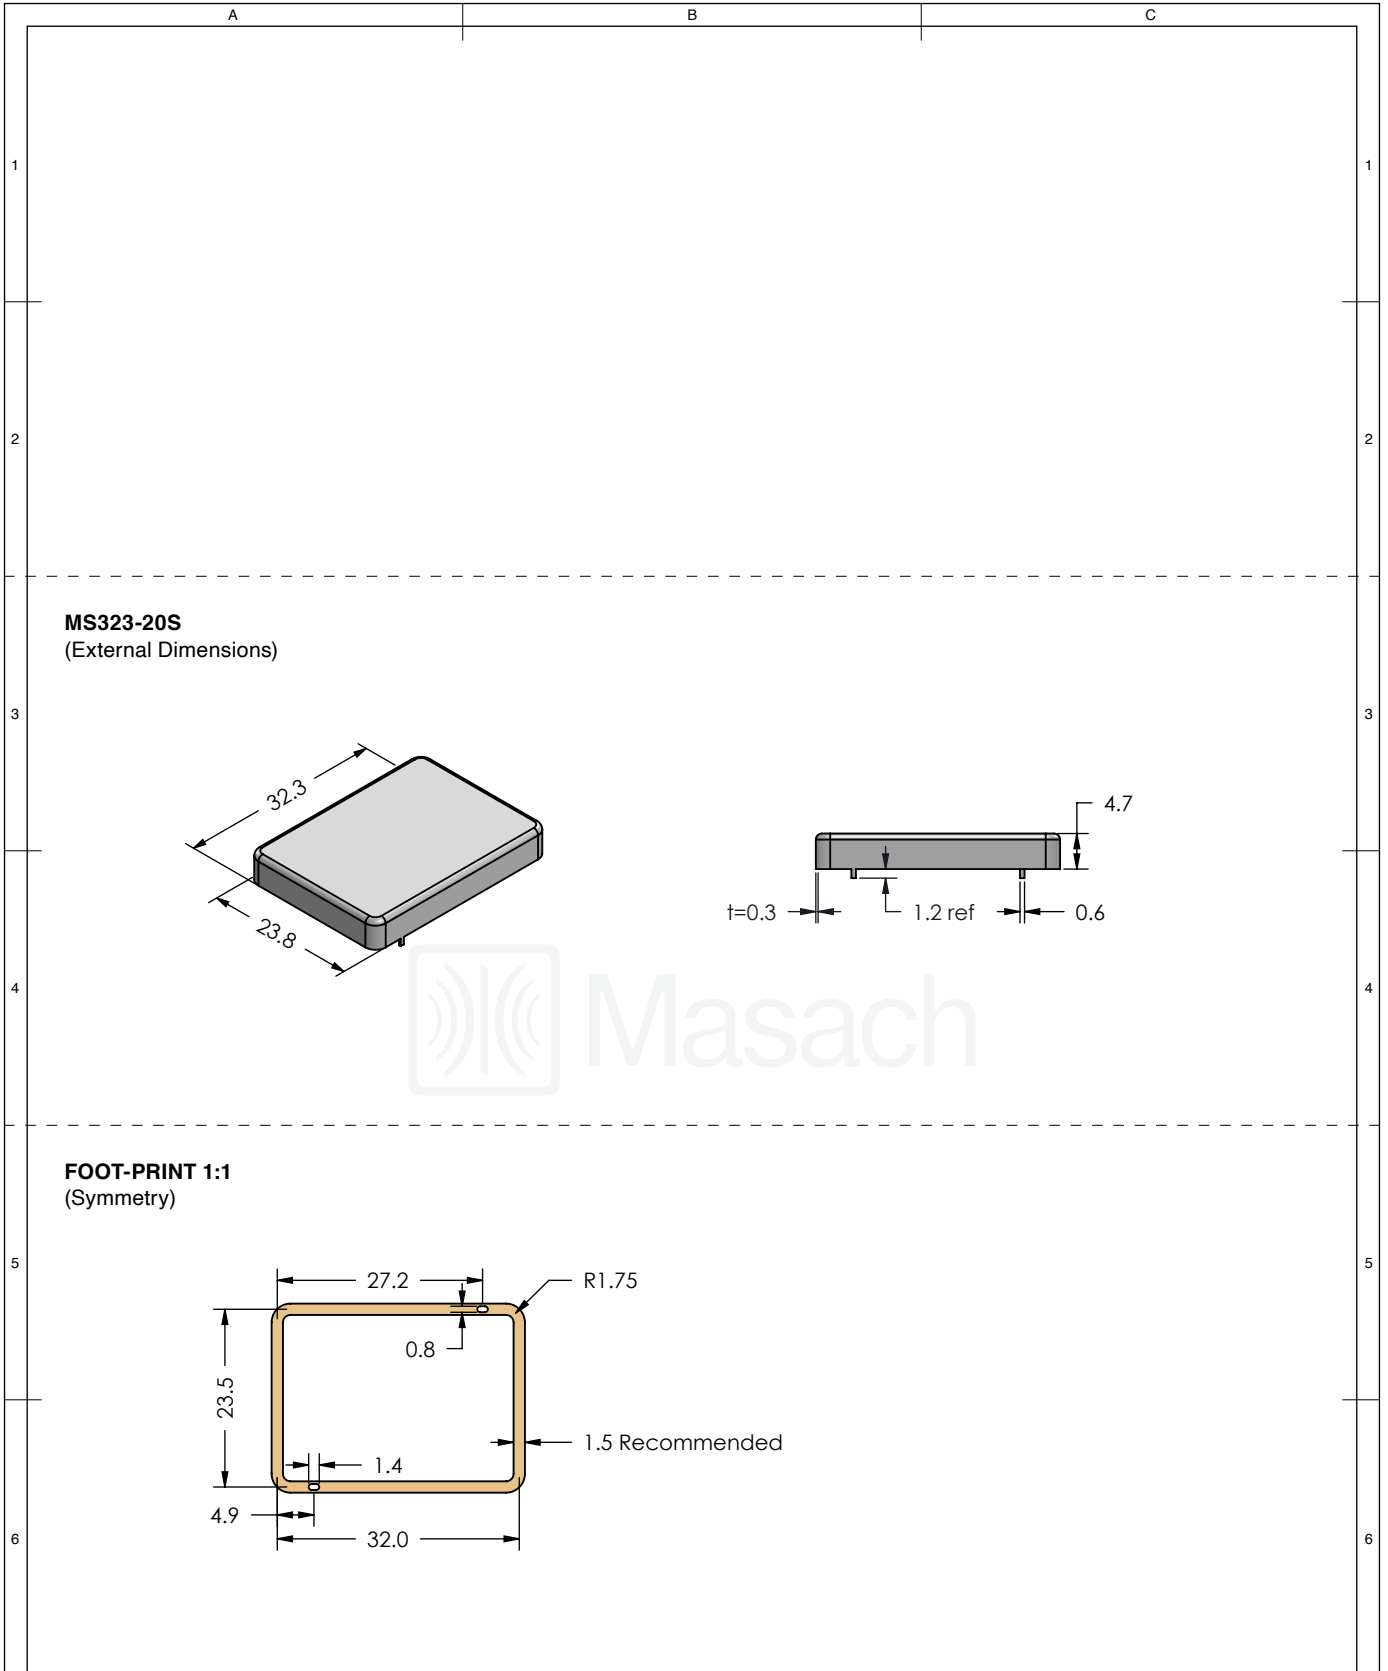 A B C
1 1
2 2
MS323-20S
(External Dimensions)
3 3
32.3
4.7
t=0.3 1.2 ref 0.6
23.8
Masach
4 4
FOOT-PRINT 1:1
(Symmetry)
5 5
27.2 R1.75
0.8
23.5
1.5 Recommended
1.4
4.9
32.0
6 6